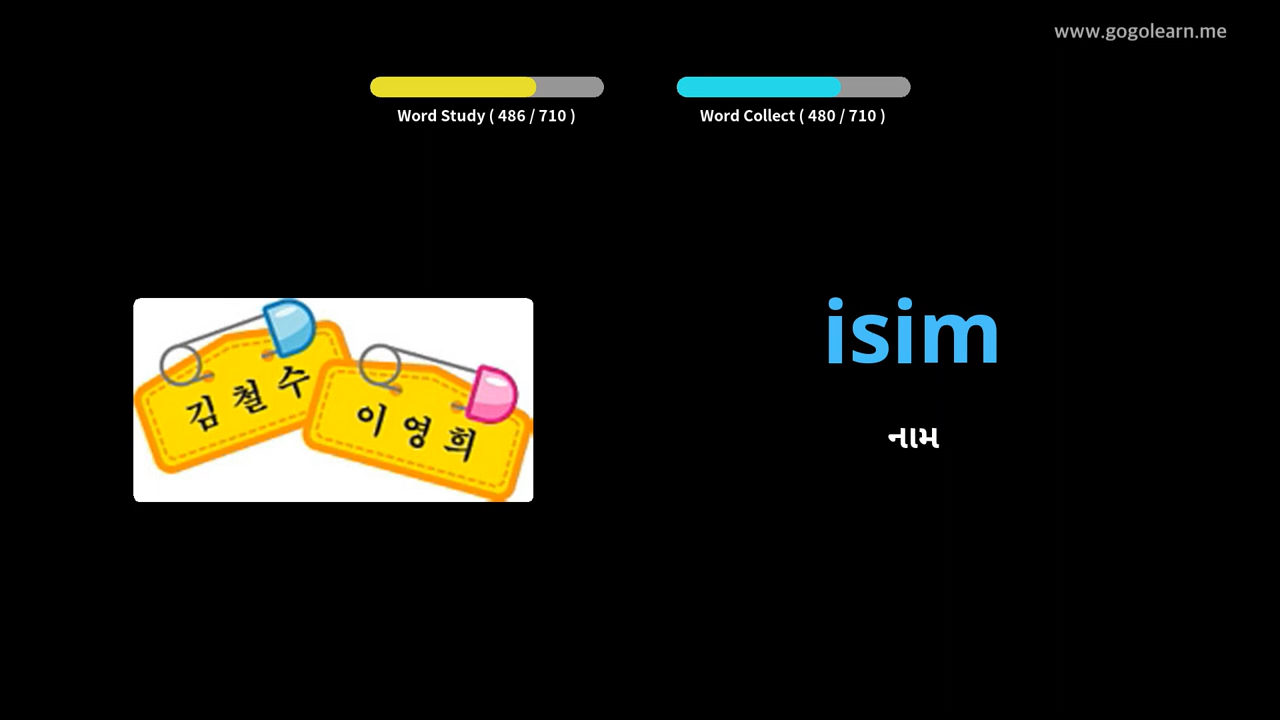 www.gogolearn.me
Word Study ( 486 / 710 )
Word Collect ( 480 / 710 )
김철수
이영희
isim
નામ